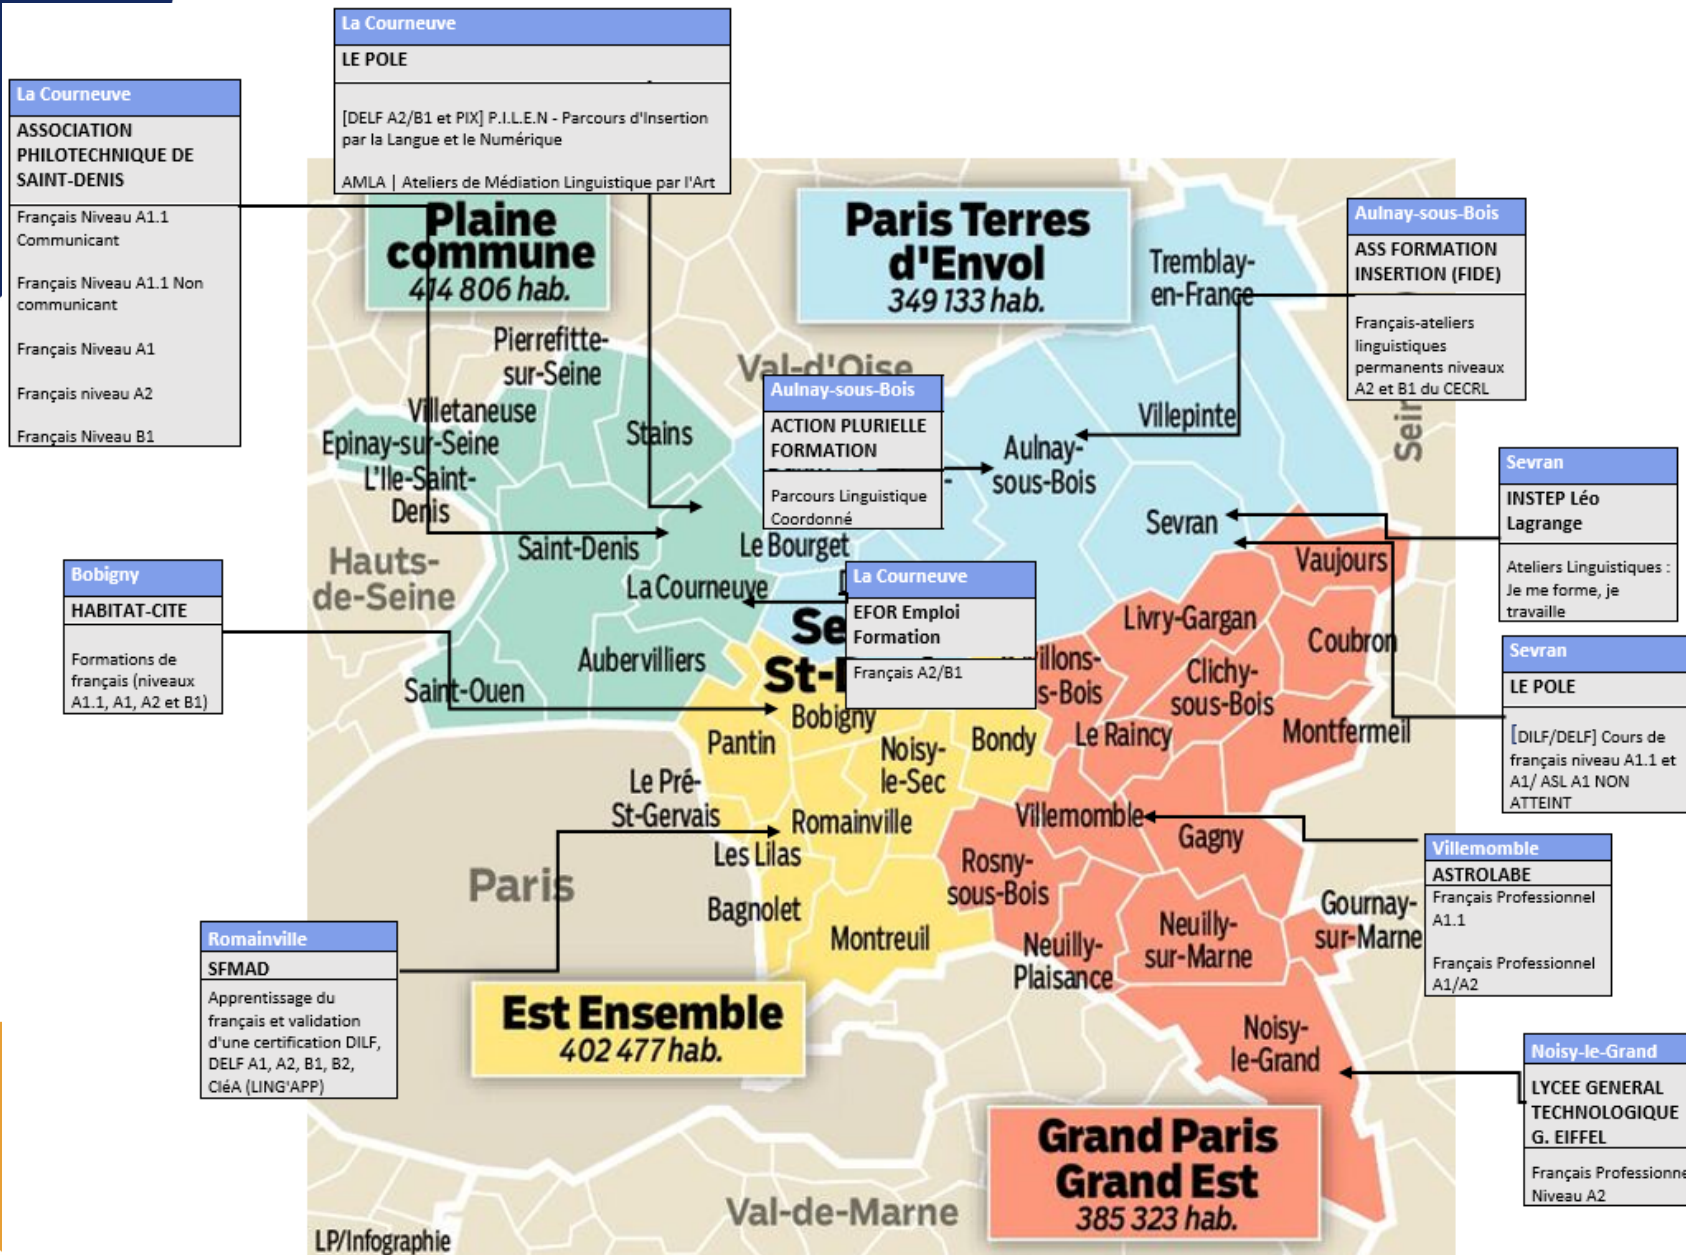 La Courneuve
LE POLE
[DELF A2/B1 et PIX] P.I.L.E.N - Parcours d'Insertion
par la Langue et le Numérique
AMLA | Ateliers de Médiation Linguistique par l'Art
La Courneuve
ASSOCIATION
PHILOTECHNIQUE DE
SAINT-DENIS
Français Niveau A1.1
Communicant
Français Niveau A1.1 Non
communicant
Français Niveau A1
Français niveau A2
Français Niveau B1
Plaine
commune
414 806 hab.
Paris Terres
d'Envol
349 133 hab.
Aulnay-sous-Bois
ASS FORMATION
INSERTION (FIDE)
Français-ateliers
linguistiques
permanents niveaux
A2 et B1 du CECRL
Tremblay-
en-France
Pierrefitte-
sur-Seine
Val-d'Oise
Villetaneuse
Epinay-sur-Seine
L'Ile-Saint-
Denis
Stains
Aulnay-sous-Bois
ACTION PLURIELLE
FORMATION
Parcours Linguistique
Coordonné
Villepinte
Aulnay-
sous-Bois
Sevran
Sevran
INSTEP Léo
Lagrange
Ateliers Linguistiques :
Je me forme, je
travaille
Saint-Denis
Le Bourget
Hauts-
de-Seine
La Courneuve
Vaujours
Bobigny
HABITAT-CITE
Formations de
français (niveaux
A1.1, A1, A2 et B1)
La Courneuve
EFOR Emploi
Formation
Français A2/B1
Se
St-
Livry-Gargan
Coubron
Sevran
LE POLE
[DILF/DELF] Cours de
français niveau A1.1 et
A1/ ASL A1 NON
ATTEINT
Aubervilliers
Saint-Ouen
illons-
s-Bois
Clichy-
sous-Bois
Bobigny
Pantin
Noisy-
le-Sec
Bondy
Le Raincy
Montfermeil
Le Pré-
St-Gervais
Romainville
Villemomble
Gagny
Les Lilas
Villemomble
ASTROLABE
Français Professionnel
A1.1
Français Professionnel
A1/A2
Paris
Bagnolet
Rosny-
sous-Bois
Montreuil
Neuilly-
Plaisance
Neuilly-
sur-Marne
Gournay-
sur-Marne
Romainville
SFMAD
Apprentissage du
français et validation
d'une certification DILF,
DELF A1, A2, B1, B2,
CléA (LING'APP)
Est Ensemble
402 477 hab.
Noisy-
le-Grand
Noisy-le-Grand
LYCEE GENERAL
TECHNOLOGIQUE
G. EIFFEL
Français Professionne
Niveau A2
Grand Paris
Grand Est
385 323 hab.
Val-de-Marne
LP/Infographie
Sein